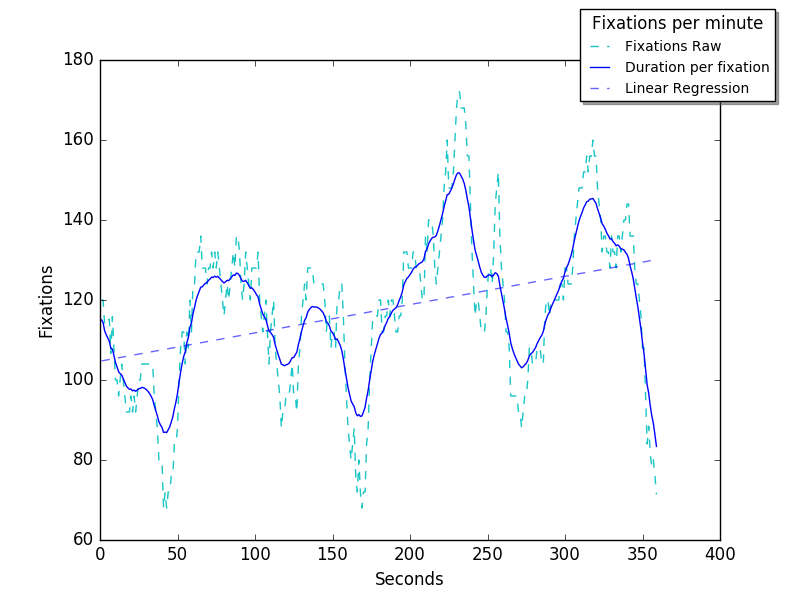 Fixations per minute
Fixations Raw
Duration per fixation
Linear Regression
180
160
140
120
100
80
60
Fixations
0 50 100 150 200 250 300 350 400
Seconds